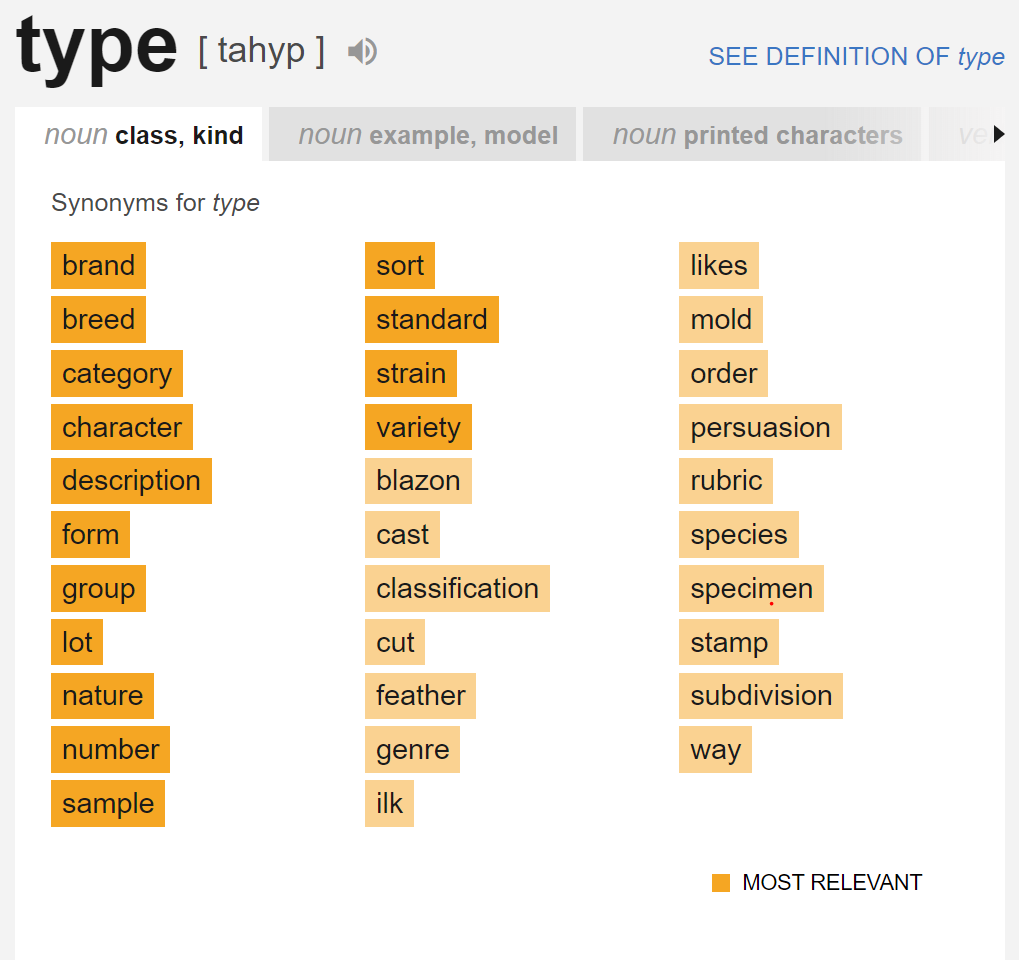 type [ tahyp ]
SEE DEFINITION OF type
noun class, kind
noun example, model
noun printed characters
ve
Synonyms for type
brand
breed
category
character
description
form
group
lot
nature
number
sample
sort
standard
strain
variety
blazon
cast
classification
cut
feather
genre
ilk
likes
mold
order
persuasion
rubric
species
specimen
stamp
subdivision
way
MOST RELEVANT